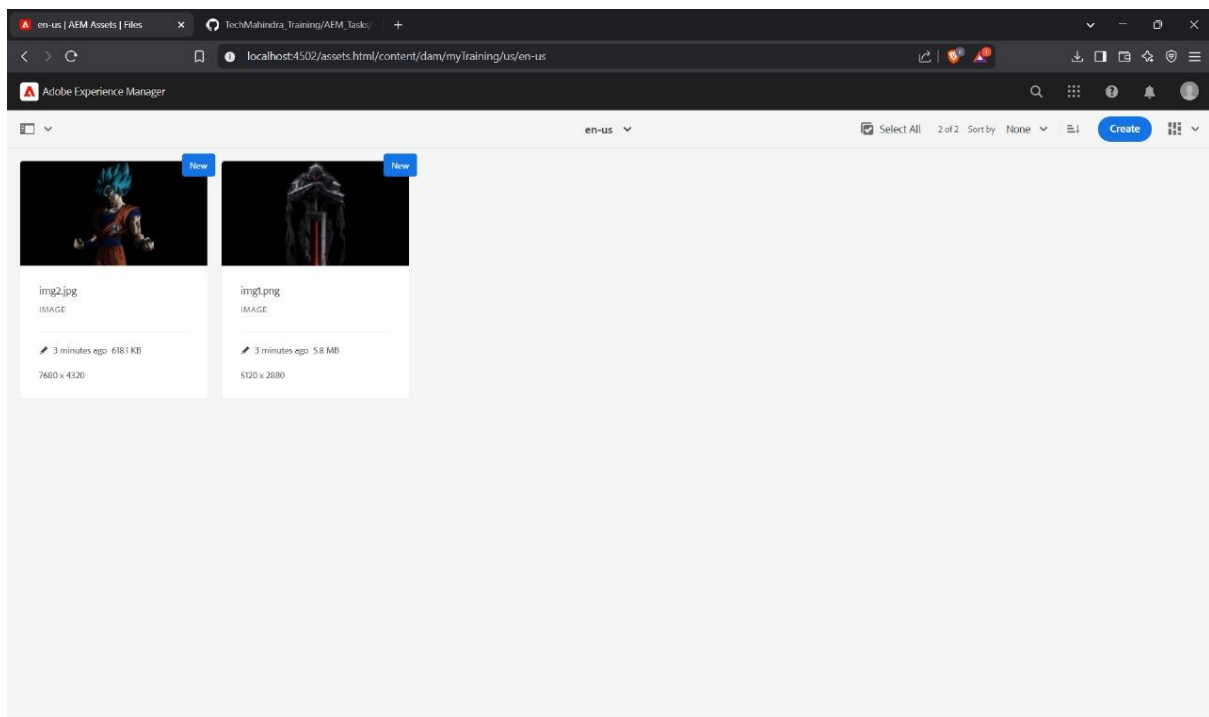 en-us | AEM Assets | Files
TechMahindra_Training/AEM_Tasks/
localhost:4502/assets.html/content/dam/myTraining/us/en-us
Adobe Experience Manager
en-us
Select All 2 of 2 Sort by None
Create
New
New
img2.jpg
IMAGE
3 minutes ago 618.1 KB
7680 x 4320
img1.png
IMAGE
3 minutes ago 5.8 MB
5120 x 2880